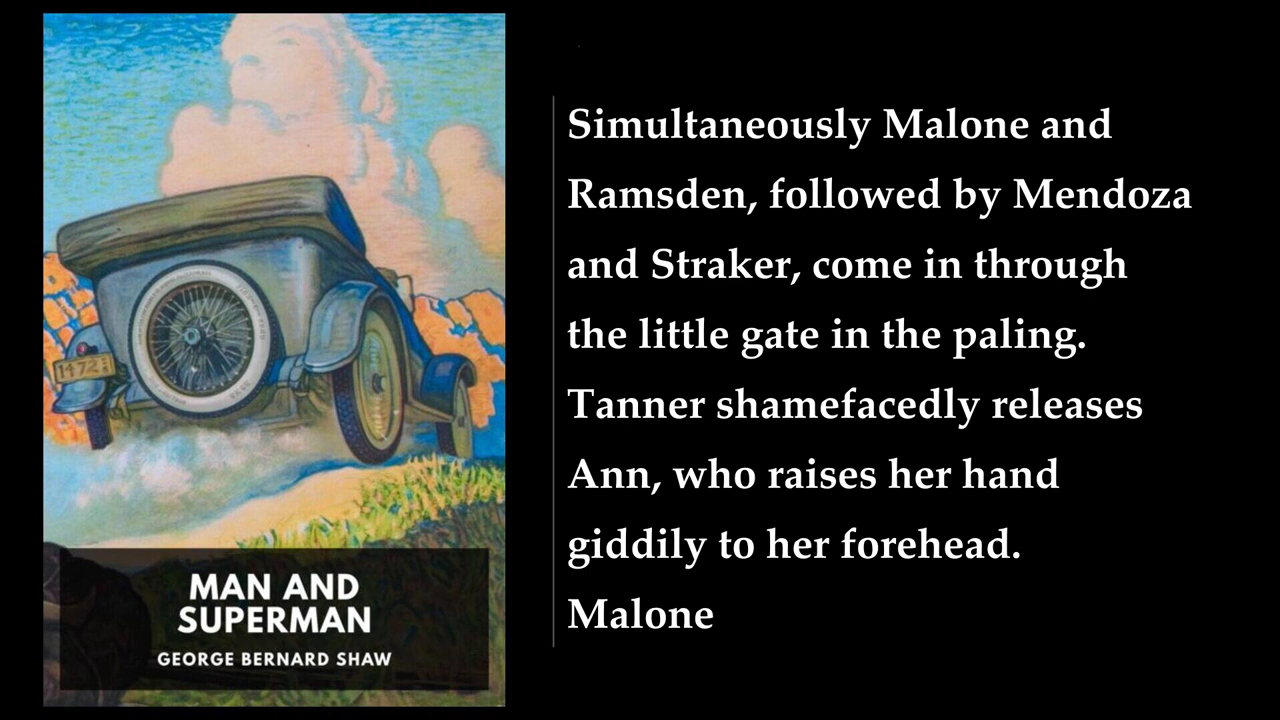 Simultaneously Malone and
Ramsden, followed by Mendoza
and Straker, come in through
the little gate in the paling.
Tanner shamefacedly releases
Ann, who raises her hand
giddily to her forehead.
Malone
1472
MAN AND
SUPERMAN
GEORGE BERNARD SHAW